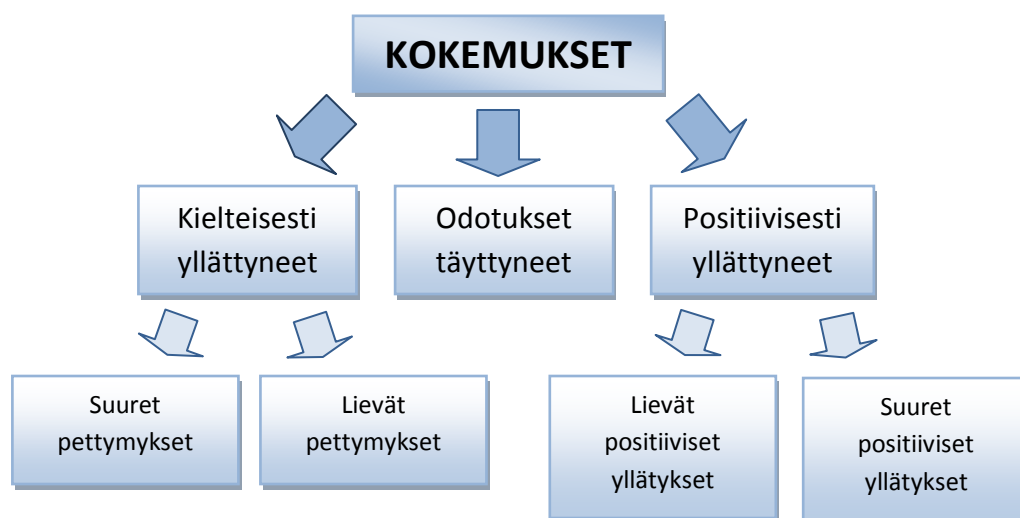 KOKEMUKSET
Kielteisesti
yllättyneet
Odotukset
täyttyneet
Positiivisesti
yllättyneet
Suuret
pettymykset
Lievät
pettymykset
Lievät
positiiviset
yllätykset
Suuret
positiiviset
yllätykset